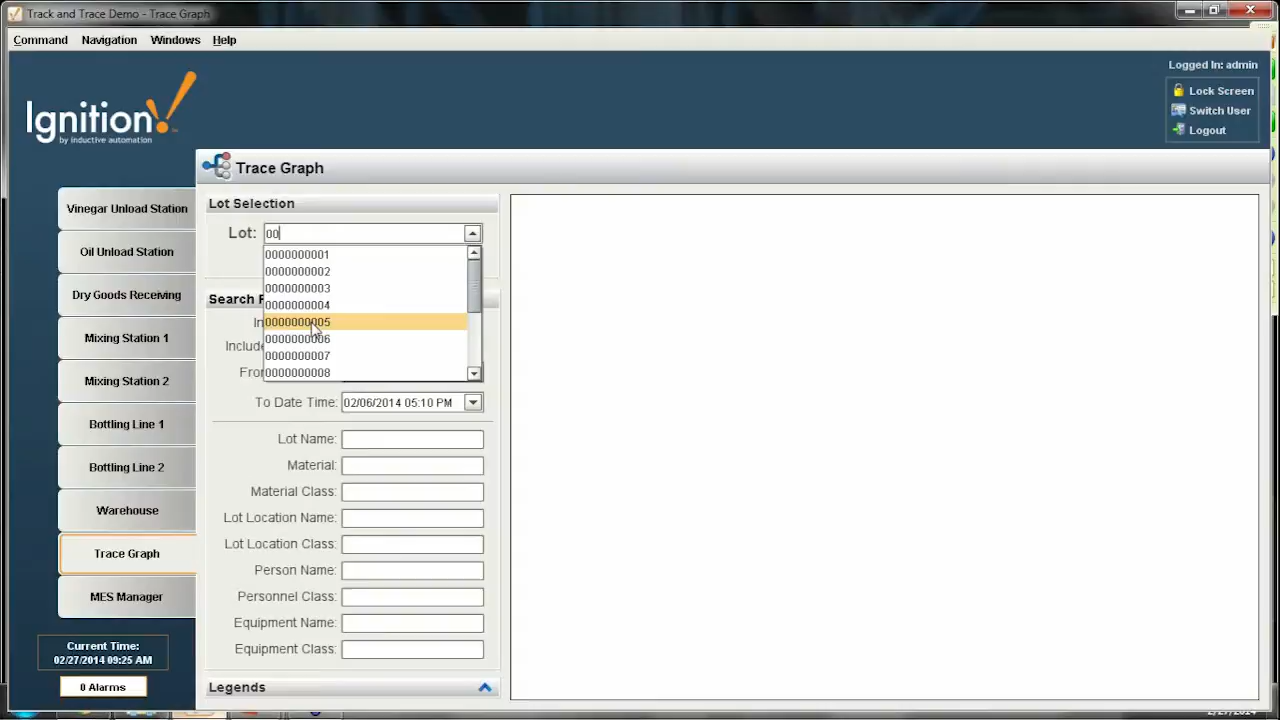 Track and Trace Demo - Trace Graph
Command Navigation Windows Help
Logged In: admin
Lock Screen
Switch User
Logout
Ignition!
by inductive automation
Trace Graph
Vinegar Unload Station
Oil Unload Station
Dry Goods Receiving
Mixing Station 1
Mixing Station 2
Bottling Line 1
Bottling Line 2
Warehouse
Trace Graph
MES Manager
Current Time:
02/27/2014 09:25 AM
0 Alarms
Lot Selection
Lot: 00
0000000001
0000000002
0000000003
0000000004
0000000005
0000000006
0000000007
0000000008
To Date Time: 02/06/2014 05:10 PM
Lot Name:
Material:
Material Class:
Lot Location Name:
Lot Location Class:
Person Name:
Personnel Class:
Equipment Name:
Equipment Class:
Legends